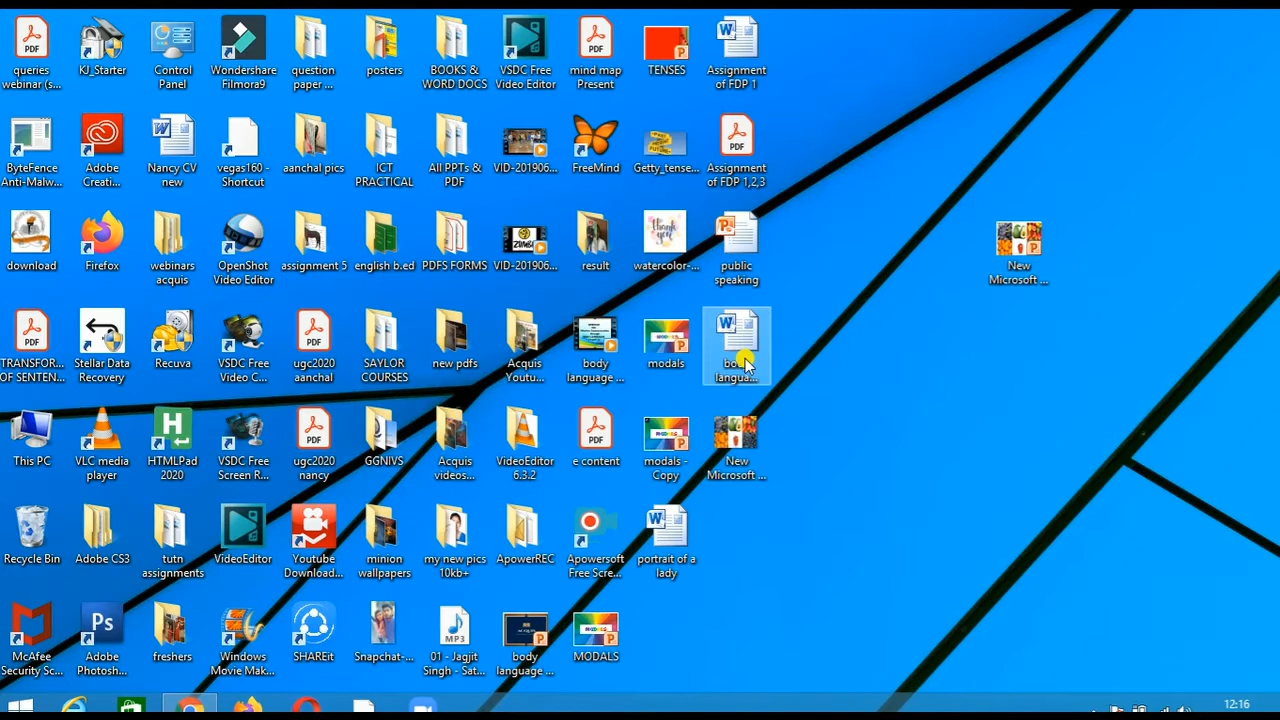 queries
webinar (s...
KJ_Starter
Control
Panel
Wondershare
Filmora9
question
paper ...
posters
BOOKS &
WORD DOCS
VSDC Free
Video Editor
mind map
Present
TENSES
Assignment
of FDP 1
ByteFence
Anti-Malw...
Adobe
Creati...
Nancy CV
new
vegas160 -
Shortcut
aanchal pics
ICT
PRACTICAL
All PPTs &
PDF
VID-201906...
FreeMind
Getty_tense...
Assignment
of FDP 1,2,3
download
Firefox
webinars
acquis
OpenShot
Video Editor
assignment 5
english b.ed
PDFS FORMS
VID-201906...
result
watercolor-...
public
speaking
New
Microsoft ...
TRANSFOR...
OF SENTEN...
Stellar Data
Recovery
Recuva
VSDC Free
Video C...
ugc2020
aanchal
SAYLOR
COURSES
new pdfs
Acquis
Youtu...
body
language ...
modals
langua...
This PC
VLC media
player
HTMLPad
2020
VSDC Free
Screen R...
ugc2020
nancy
GGNIVS
Acquis
videos...
VideoEditor
6.3.2
e content
modals -
Copy
New
Microsoft ...
Recycle Bin
Adobe CS3
tutn
assignments
VideoEditor
Youtube
Download...
minion
wallpapers
my new pics
10kb+
ApowerREC
Apowersoft
Free Scre...
portrait of a
lady
McAfee
Security Sc...
Adobe
Photosh...
freshers
Windows
Movie Mak...
SHAREit
Snapchat-...
01 - Jagjit
Singh - Sat...
body
language ...
MODALS
12:16